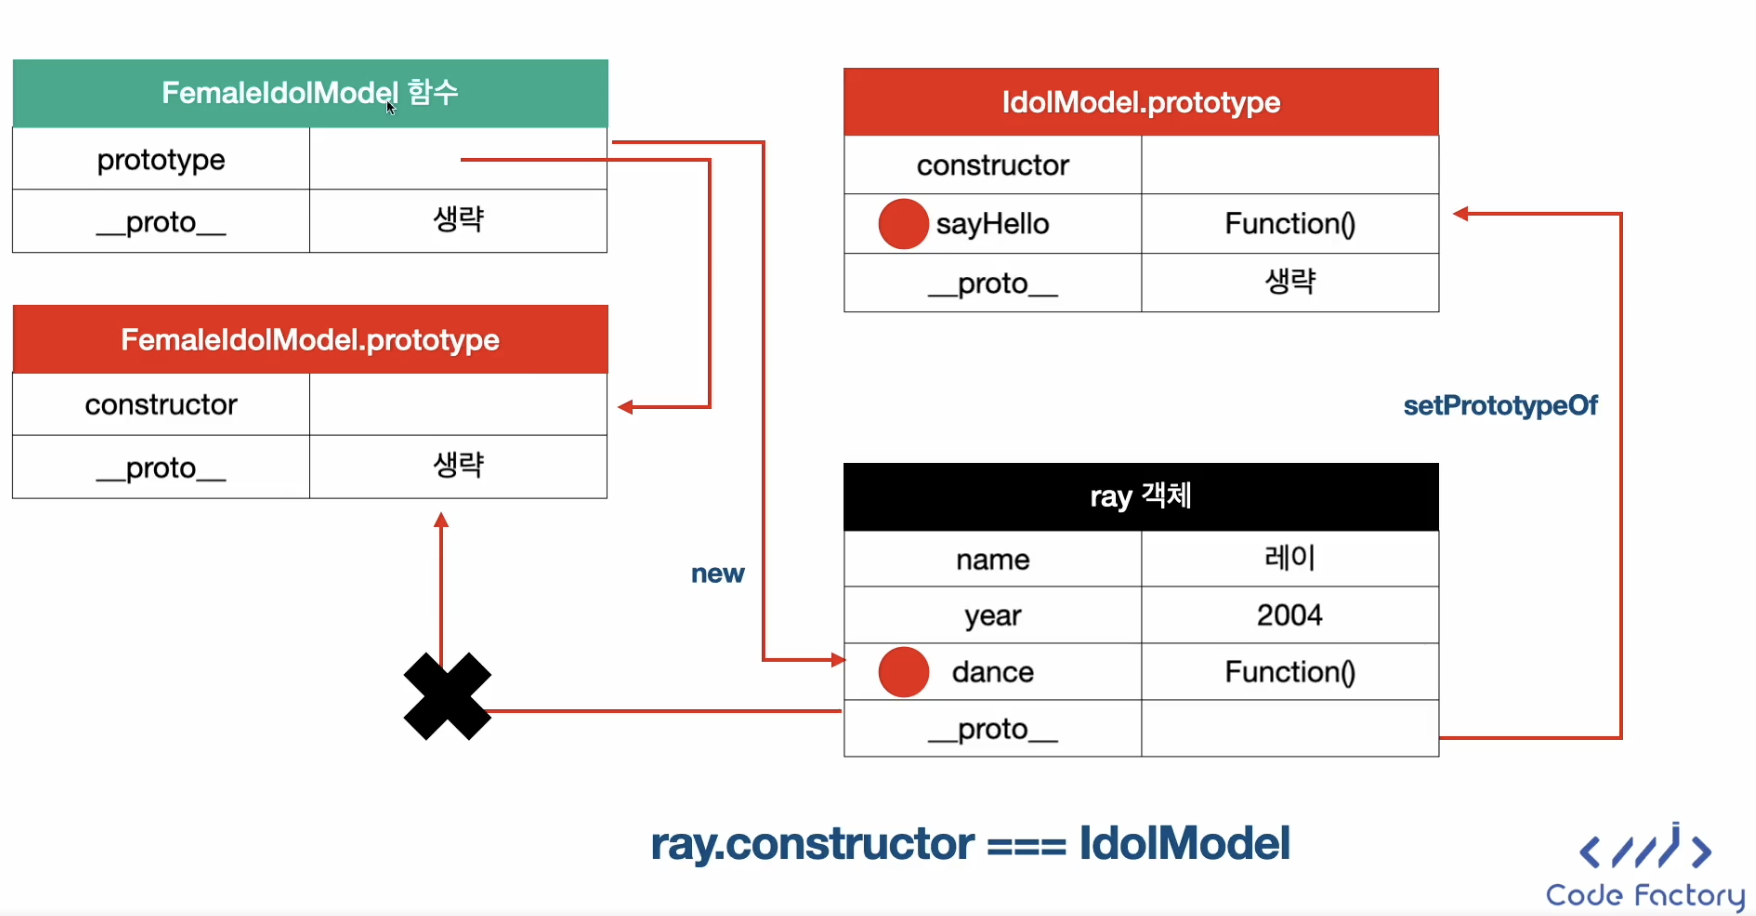 FemaleIdolModel 함수
prototype
__proto__ 생략
FemaleIdolModel.prototype
constructor
__proto__ 생략
new
IdolModel.prototype
constructor
sayHello Function()
__proto__ 생략
setPrototypeOf
ray 객체
name 레이
year 2004
dance Function()
__proto__
ray.constructor === IdolModel
Code Factory